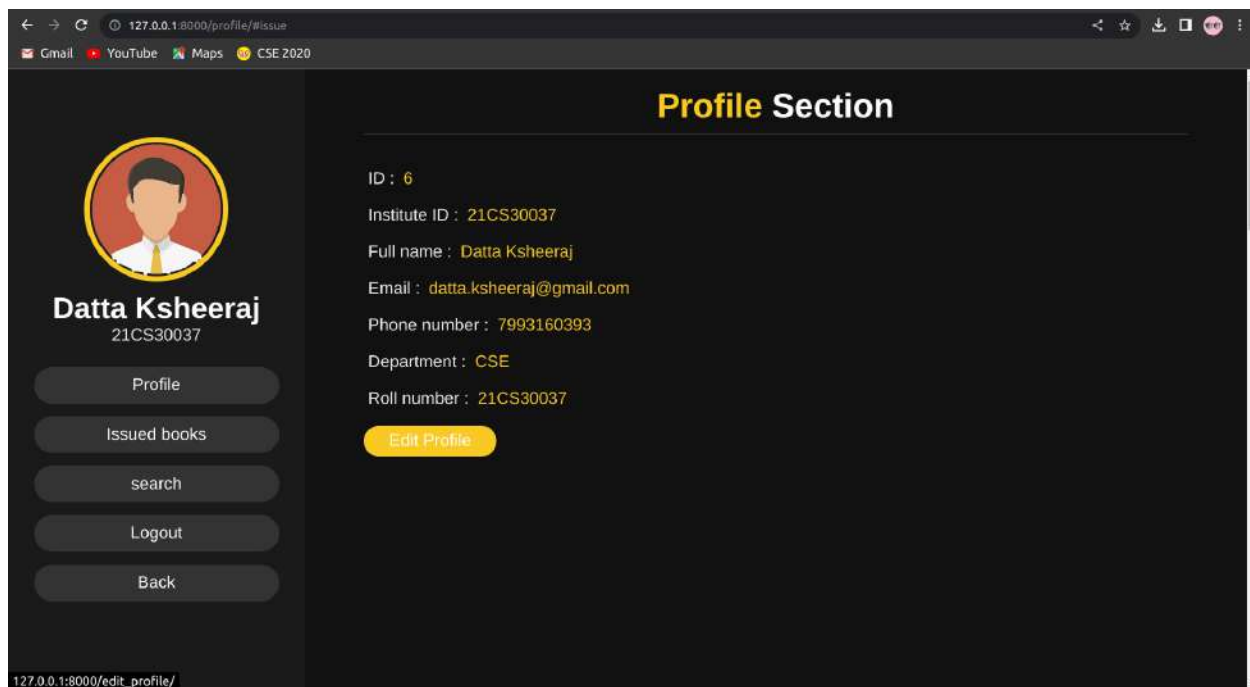 127.0.0.1:8000/profile/#issue
Gmail YouTube Maps CSE 2020
Profile Section
Datta Ksheeraj
21CS30037
Profile
Issued books
search
Logout
Back
ID : 6
Institute ID : 21CS30037
Full name : Datta Ksheeraj
Email : datta.ksheeraj@gmail.com
Phone number : 7993160393
Department : CSE
Roll number : 21CS30037
Edit Profile
127.0.0.1:8000/edit_profile/